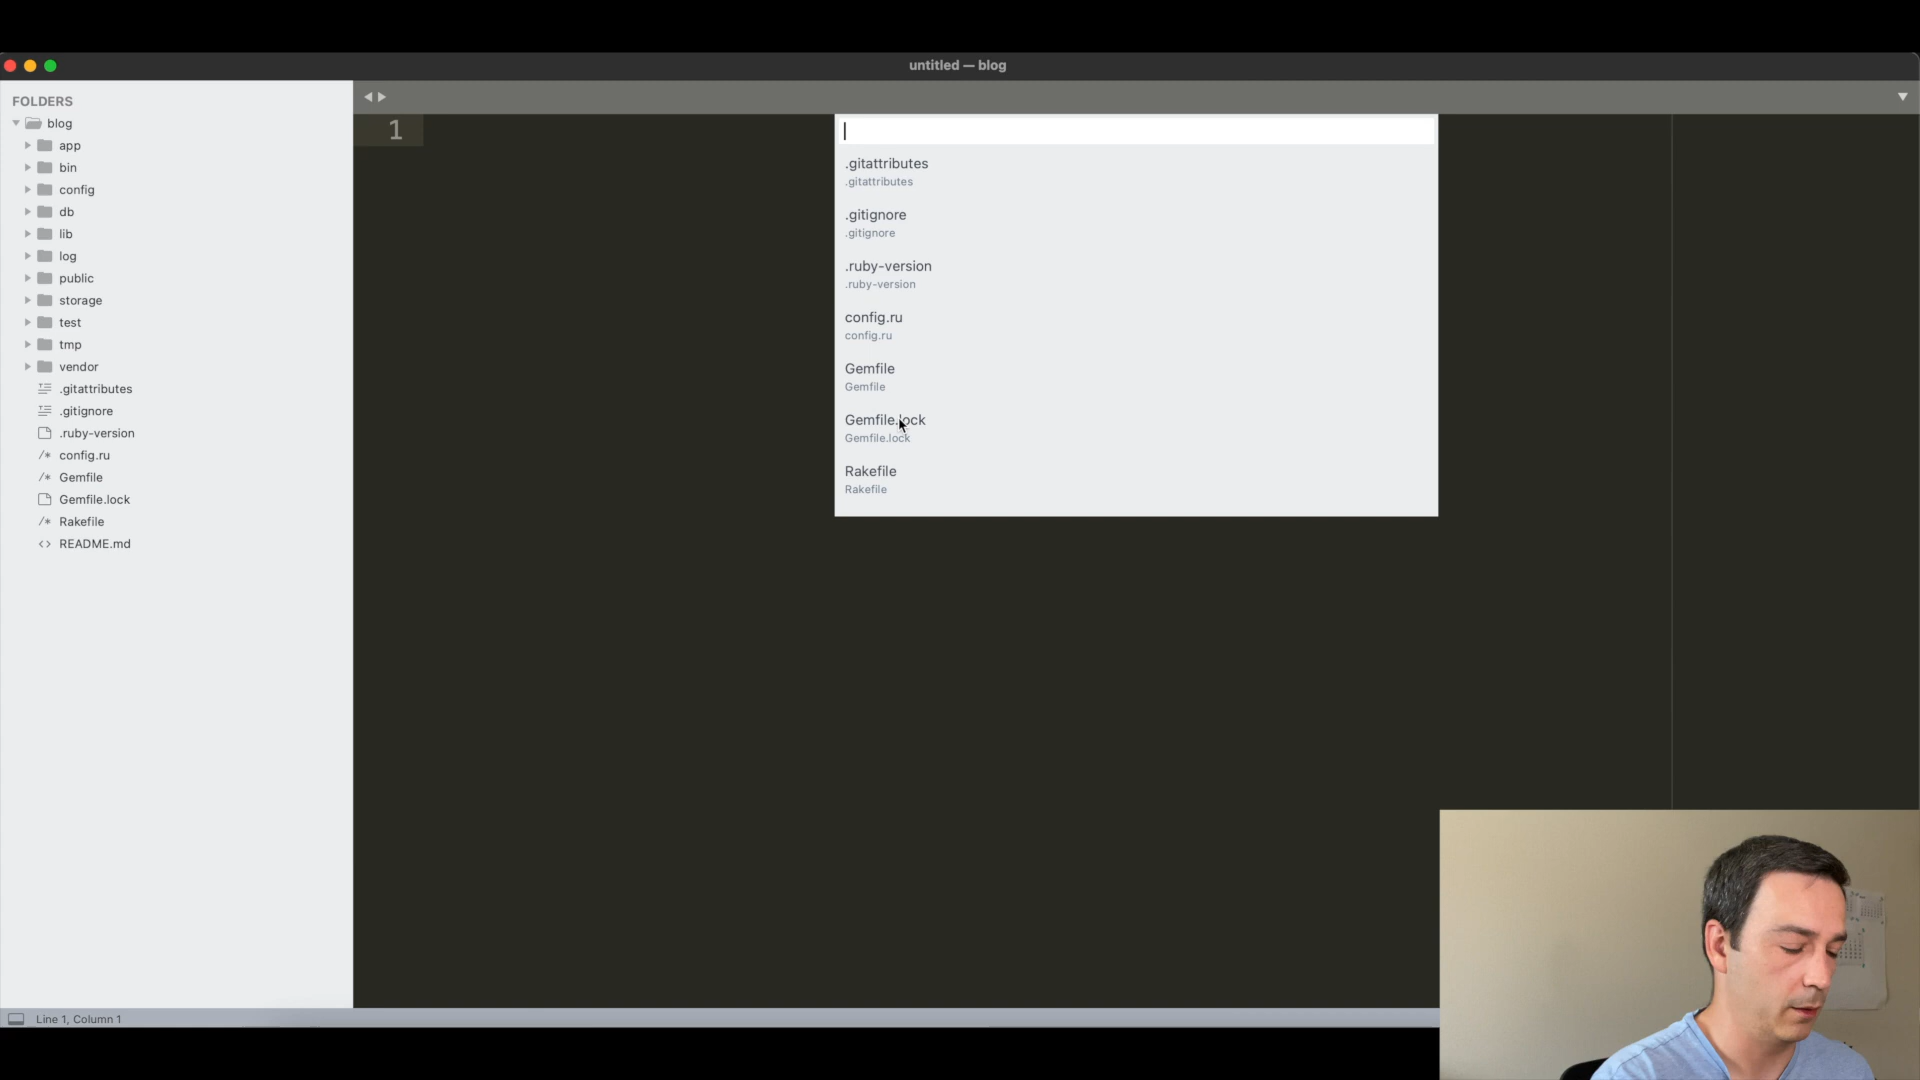 untitled — blog
FOLDERS
blog
app
bin
config
db
lib
log
public
storage
test
tmp
vendor
.gitattributes
.gitignore
.ruby-version
config.ru
Gemfile
Gemfile.lock
Rakefile
README.md
1
.gitattributes
.gitattributes
.gitignore
.gitignore
.ruby-version
.ruby-version
config.ru
config.ru
Gemfile
Gemfile
Gemfile.lock
Gemfile.lock
Rakefile
Rakefile
Line 1, Column 1